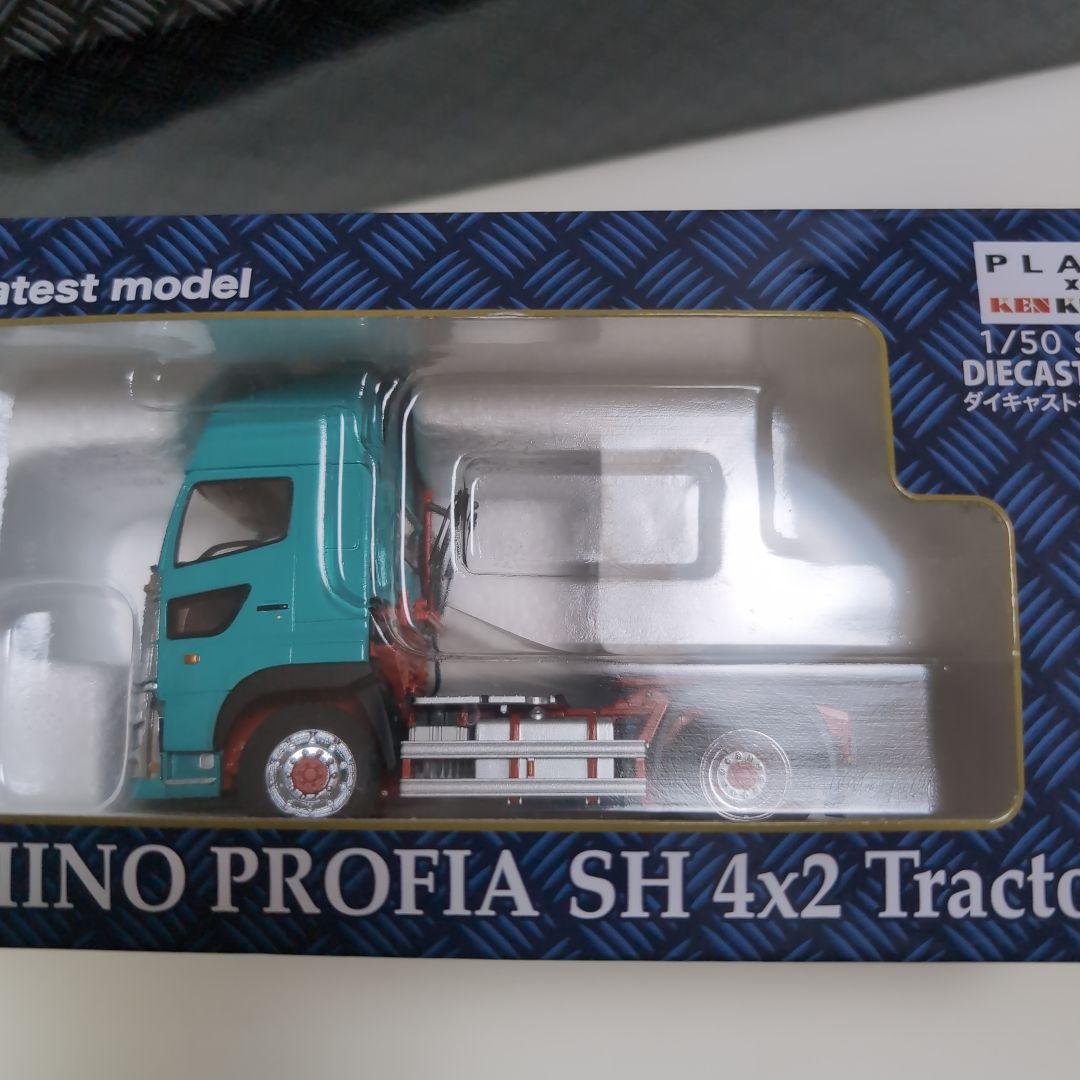 atest model
PLA
x
KEN K
1/50 S
DIECAST
ダイキャスト
HINO PROFIA SH 4x2 Tracto